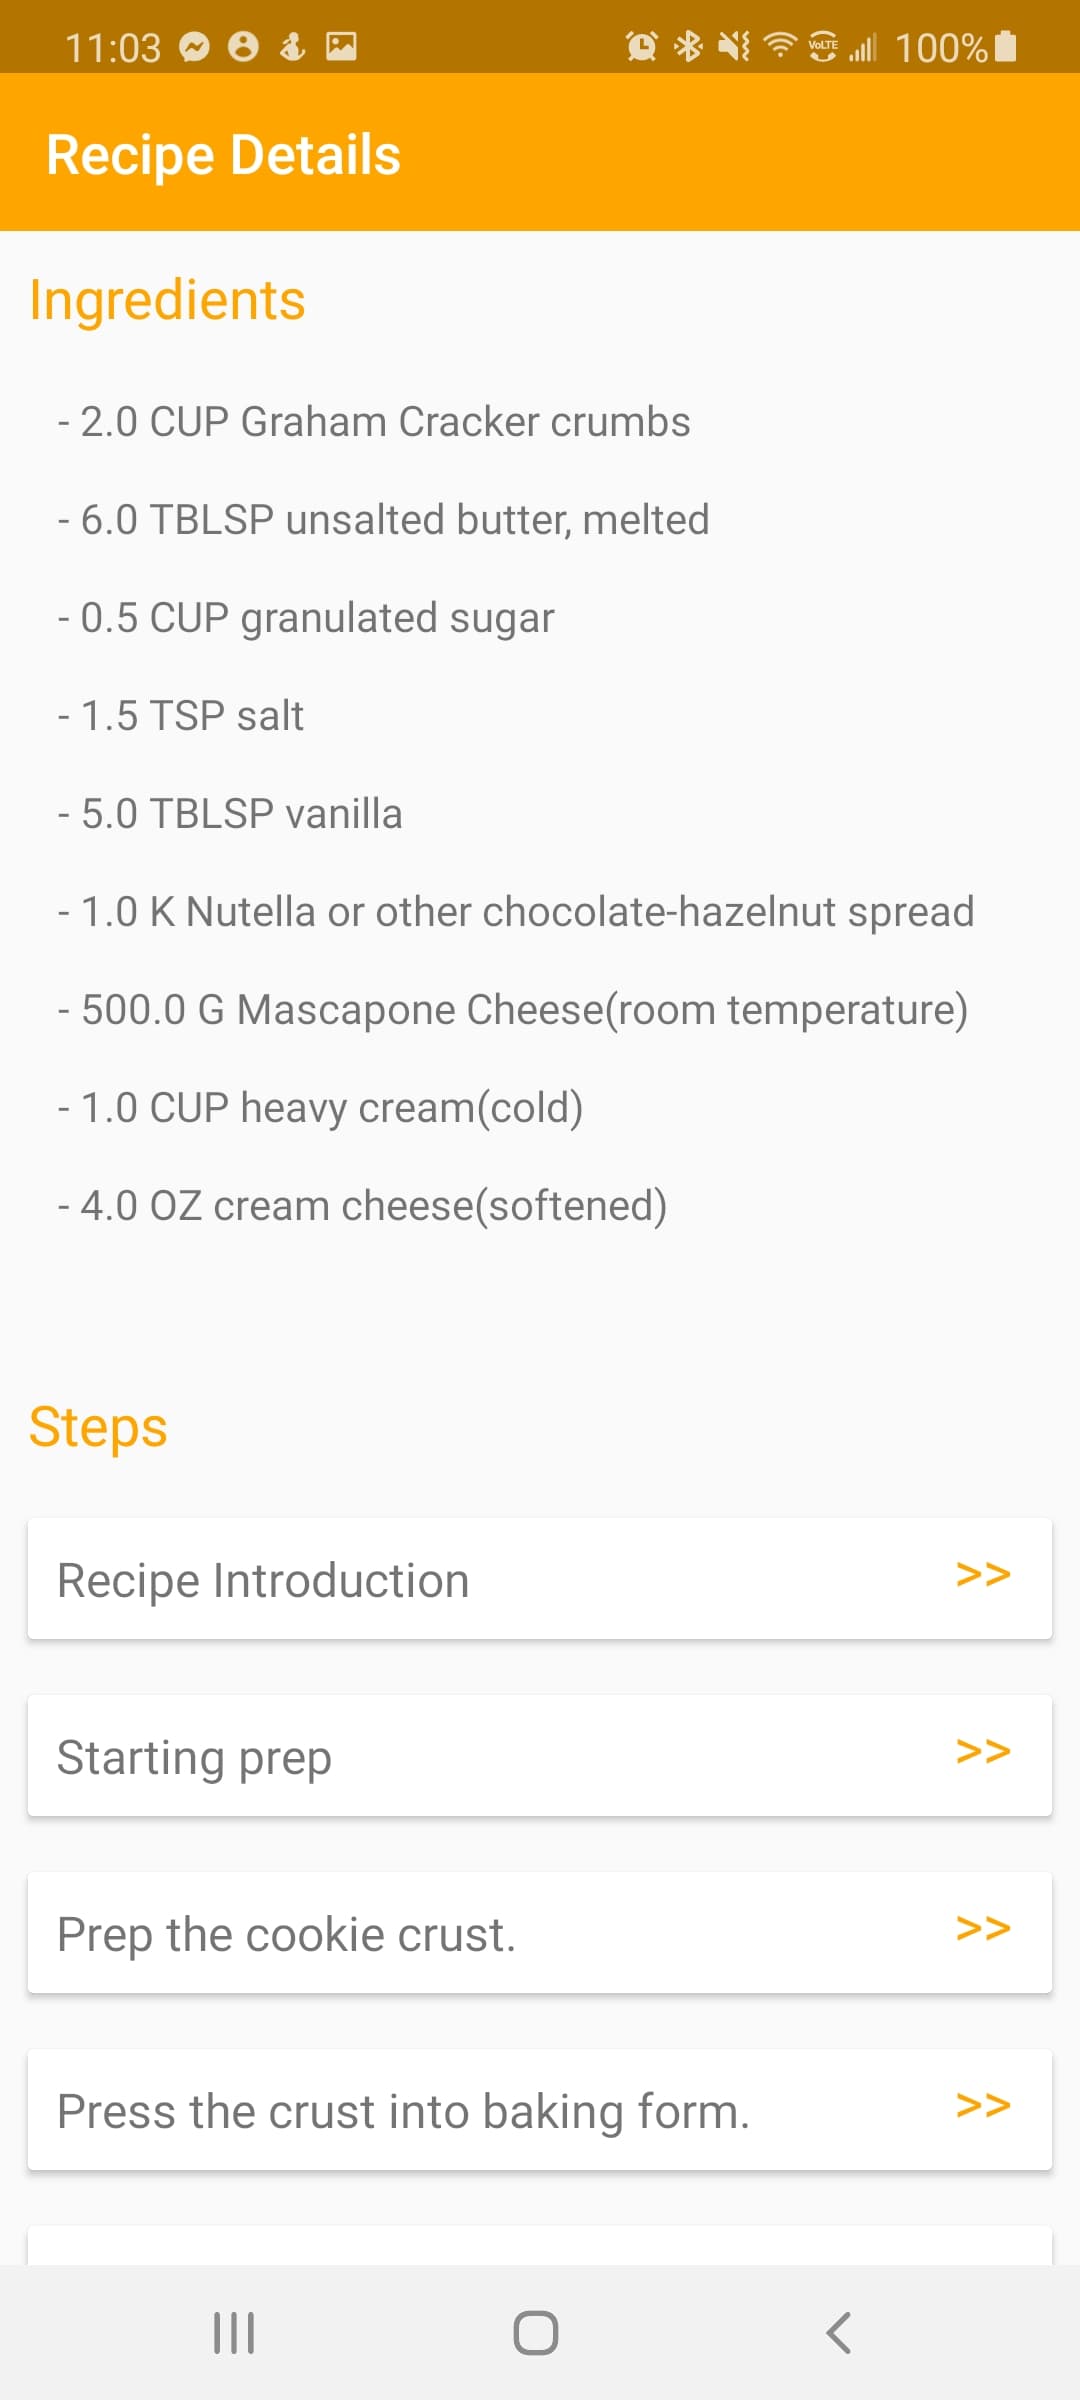 11:03 VoLTE 100%
Recipe Details
Ingredients
- 2.0 CUP Graham Cracker crumbs
- 6.0 TBLSP unsalted butter, melted
- 0.5 CUP granulated sugar
- 1.5 TSP salt
- 5.0 TBLSP vanilla
- 1.0 K Nutella or other chocolate-hazelnut spread
- 500.0 G Mascapone Cheese(room temperature)
- 1.0 CUP heavy cream(cold)
- 4.0 OZ cream cheese(softened)
Steps
Recipe Introduction >>
Starting prep >>
Prep the cookie crust. >>
Press the crust into baking form. >>